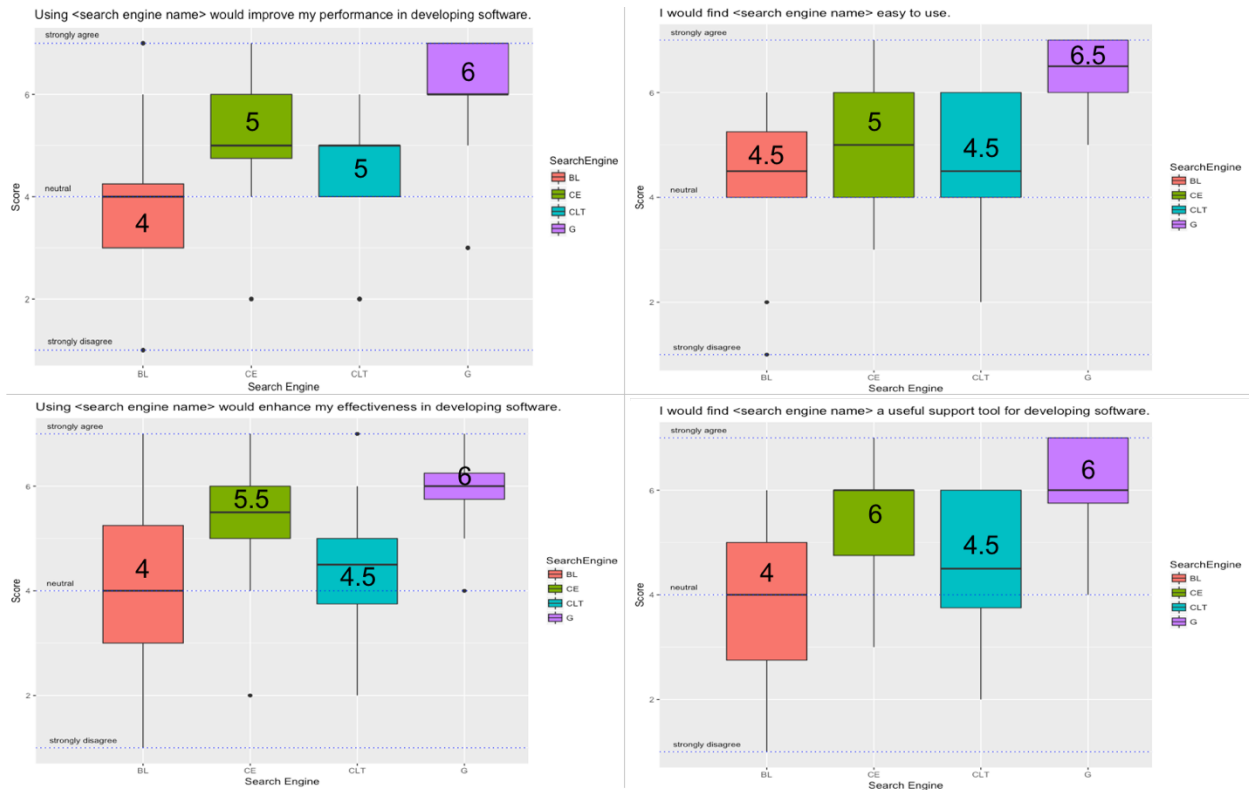 Using <search engine name> would improve my performance in developing software.
strongly agree
6
6
5
5
SearchEngine
BL
CE
CLT
G
Score
neutral
4
4
2
strongly disagree
BL
CE
CLT
G
Search Engine
I would find <search engine name> easy to use.
strongly agree
6.5
6
5
4.5
4.5
SearchEngine
BL
CE
CLT
G
Score
neutral
4
2
strongly disagree
BL
CE
CLT
G
Search Engine
Using <search engine name> would enhance my effectiveness in developing software.
strongly agree
6
6
5.5
4
4.5
SearchEngine
BL
CE
CLT
G
Score
neutral
4
2
strongly disagree
BL
CE
CLT
G
Search Engine
I would find <search engine name> a useful support tool for developing software.
strongly agree
6
6
6
4.5
4
SearchEngine
BL
CE
CLT
G
Score
neutral
4
2
strongly disagree
BL
CE
CLT
G
Search Engine